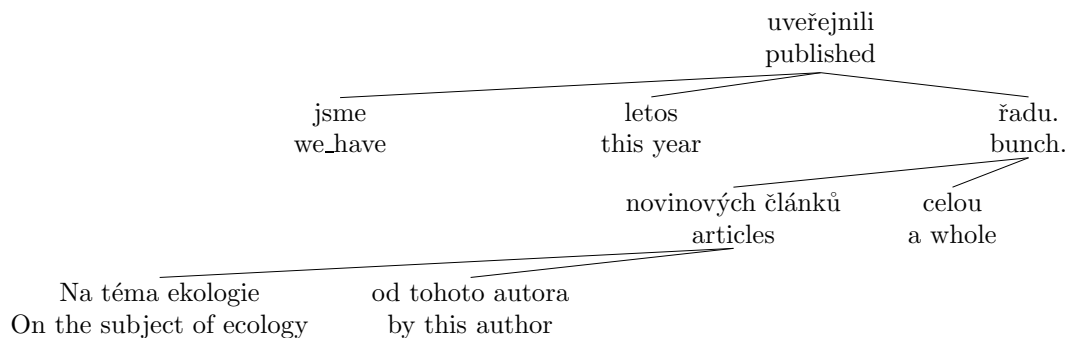 uveřejnili
published
jsme
we_have
letos
this year
řadu.
bunch.
novinových článků
articles
celou
a whole
Na téma ekologie
On the subject of ecology
od tohoto autora
by this author